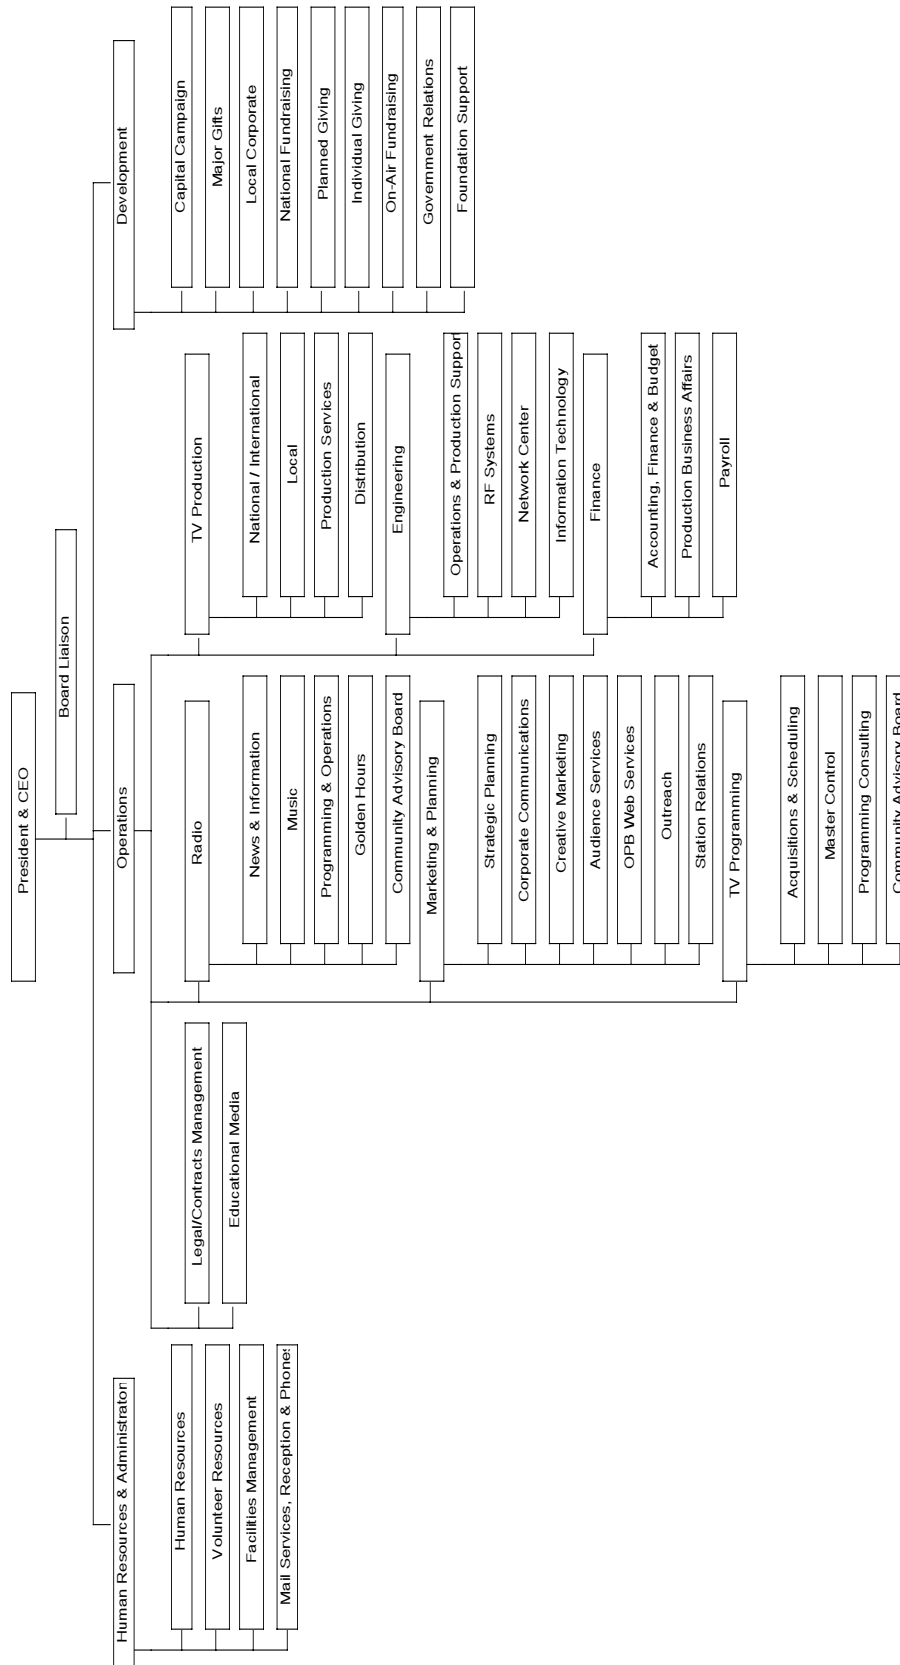 President & CEO
Board Liaison
Human Resources & Administraton
Human Resources
Volunteer Resources
Facilities Management
Mail Services, Reception & Phones
Operations
Legal/Contracts Management
Educational Media
Radio
News & Information
Music
Programming & Operations
Golden Hours
Community Advisory Board
Marketing & Planning
Strategic Planning
Corporate Communications
Creative Marketing
Audience Services
OPB Web Services
Outreach
Station Relations
TV Programming
Acquisitions & Scheduling
Master Control
Programming Consulting
Community Advisory Board
TV Production
National / International
Local
Production Services
Distribution
Engineering
Operations & Production Support
RF Systems
Network Center
Information Technology
Finance
Accounting, Finance & Budget
Production Business Affairs
Payroll
Development
Capital Campaign
Major Gifts
Local Corporate
National Fundraising
Planned Giving
Individual Giving
On-Air Fundraising
Government Relations
Foundation Support